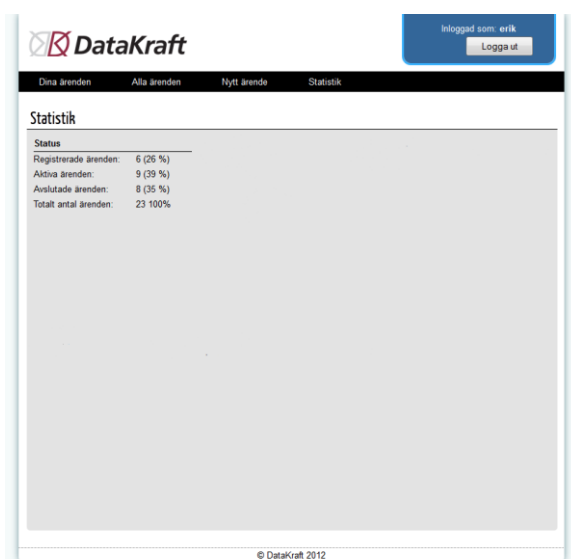 DataKraft
Inloggad som: erik
Logga ut
Dina ärenden Alla ärenden Nytt ärende Statistik
Statistik
Status
Registrerade ärenden: 6 (26 %)
Aktiva ärenden: 9 (39 %)
Avslutade ärenden: 8 (35 %)
Totalt antal ärenden: 23 100%
© DataKraft 2012